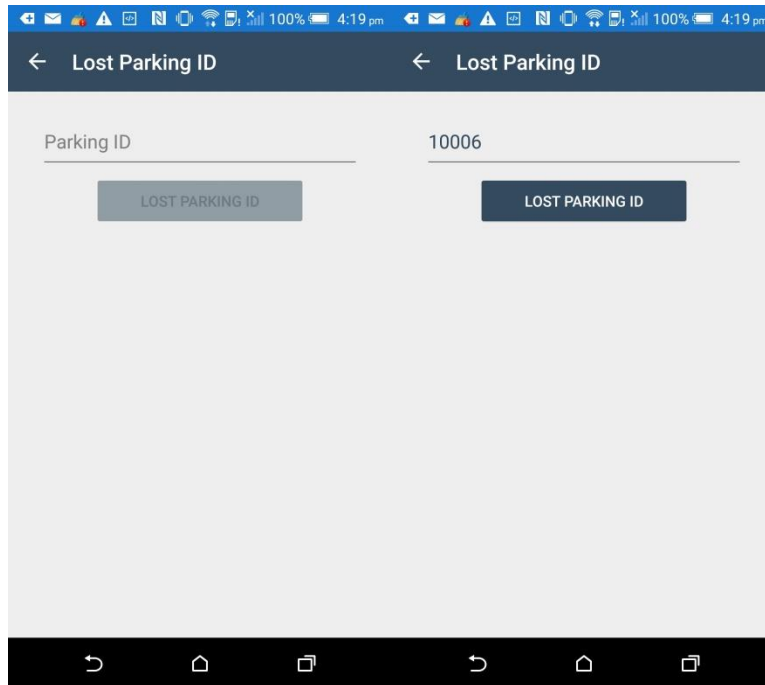 100% 4:19 pm
Lost Parking ID
Parking ID
LOST PARKING ID
100% 4:19 pm
Lost Parking ID
10006
LOST PARKING ID